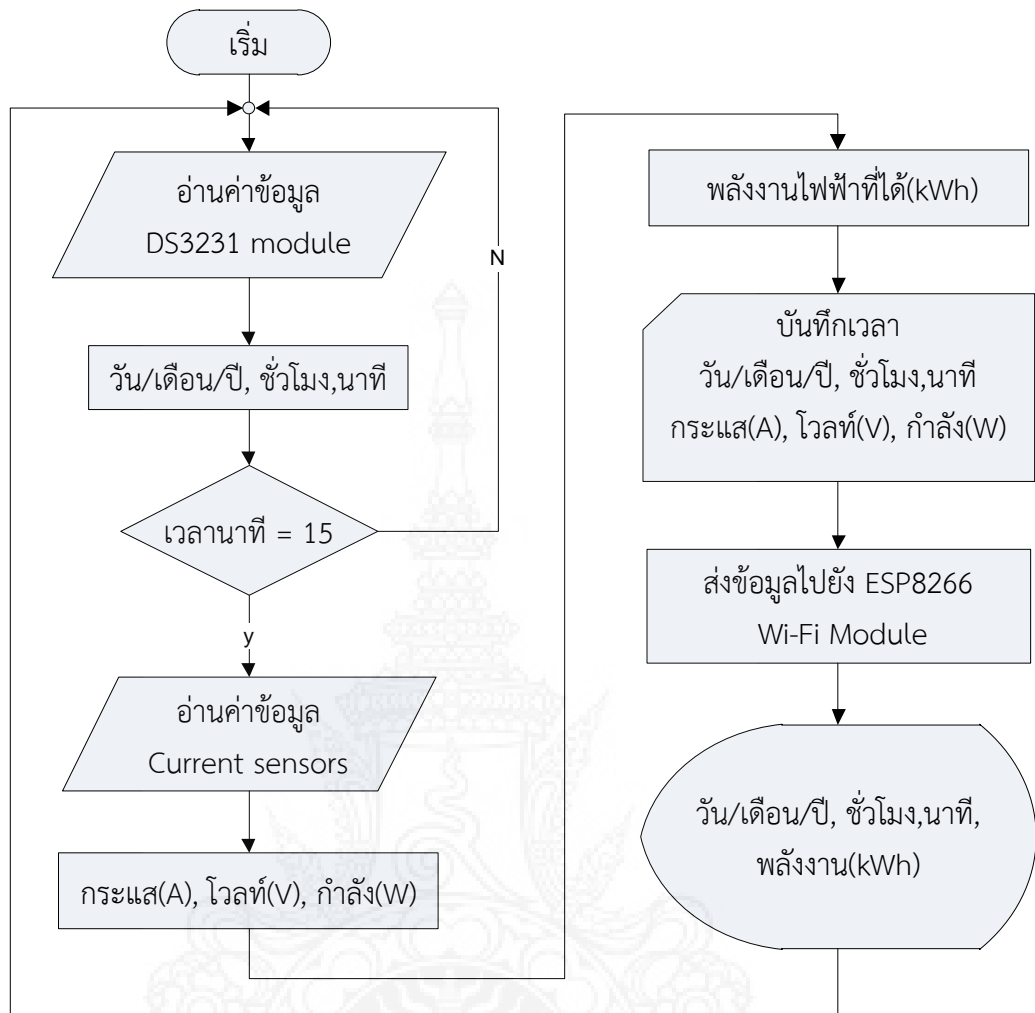 เริ่ม
อ่านค่าข้อมูล
DS3231 module
N
วัน/เดือน/ปี, ชั่วโมง,นาที
เวลานาที = 15
y
อ่านค่าข้อมูล
Current sensors
กระแส(A), โวลท์(V), กำลัง(W)
พลังงานไฟฟ้าที่ได้(kWh)
บันทึกเวลา
วัน/เดือน/ปี, ชั่วโมง,นาที
กระแส(A), โวลท์(V), กำลัง(W)
ส่งข้อมูลไปยัง ESP8266
Wi-Fi Module
วัน/เดือน/ปี, ชั่วโมง,นาที,
พลังงาน(kWh)